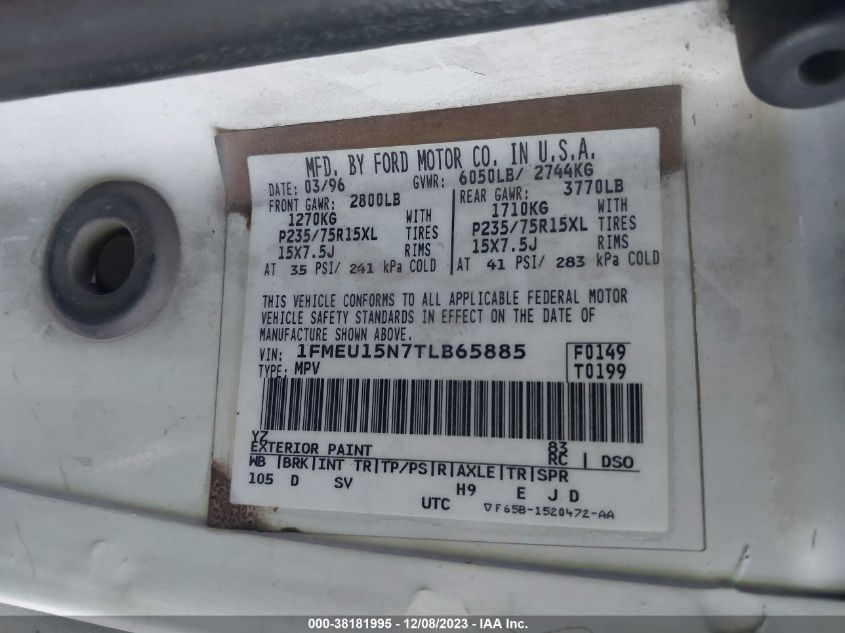 MFD. BY FORD MOTOR CO. IN U.S.A.
DATE: 03/96 GVWR: 6050LB/ 2744KG
FRONT GAWR: 2800LB REAR GAWR: 3770LB
1270KG WITH 1710KG WITH
P235/75R15XL TIRES P235/75R15XL TIRES
15X7.5J RIMS 15X7.5J RIMS
AT 35 PSI/ 241 kPa COLD AT 41 PSI/ 283 kPa COLD
THIS VEHICLE CONFORMS TO ALL APPLICABLE FEDERAL MOTOR
VEHICLE SAFETY STANDARDS IN EFFECT ON THE DATE OF
MANUFACTURE SHOWN ABOVE.
VIN: 1FMEU15N7TLB65885 F0149
TYPE: MPV T0199
YZ 83
EXTERIOR PAINT RC | DSO
WB |BRK|INT TR|TP/PS|R|AXLE|TR|SPR
105 D SV H9 E J D
UTC ▽F65B-1520472-AA
000-38181995 - 12/08/2023 - IAA Inc.